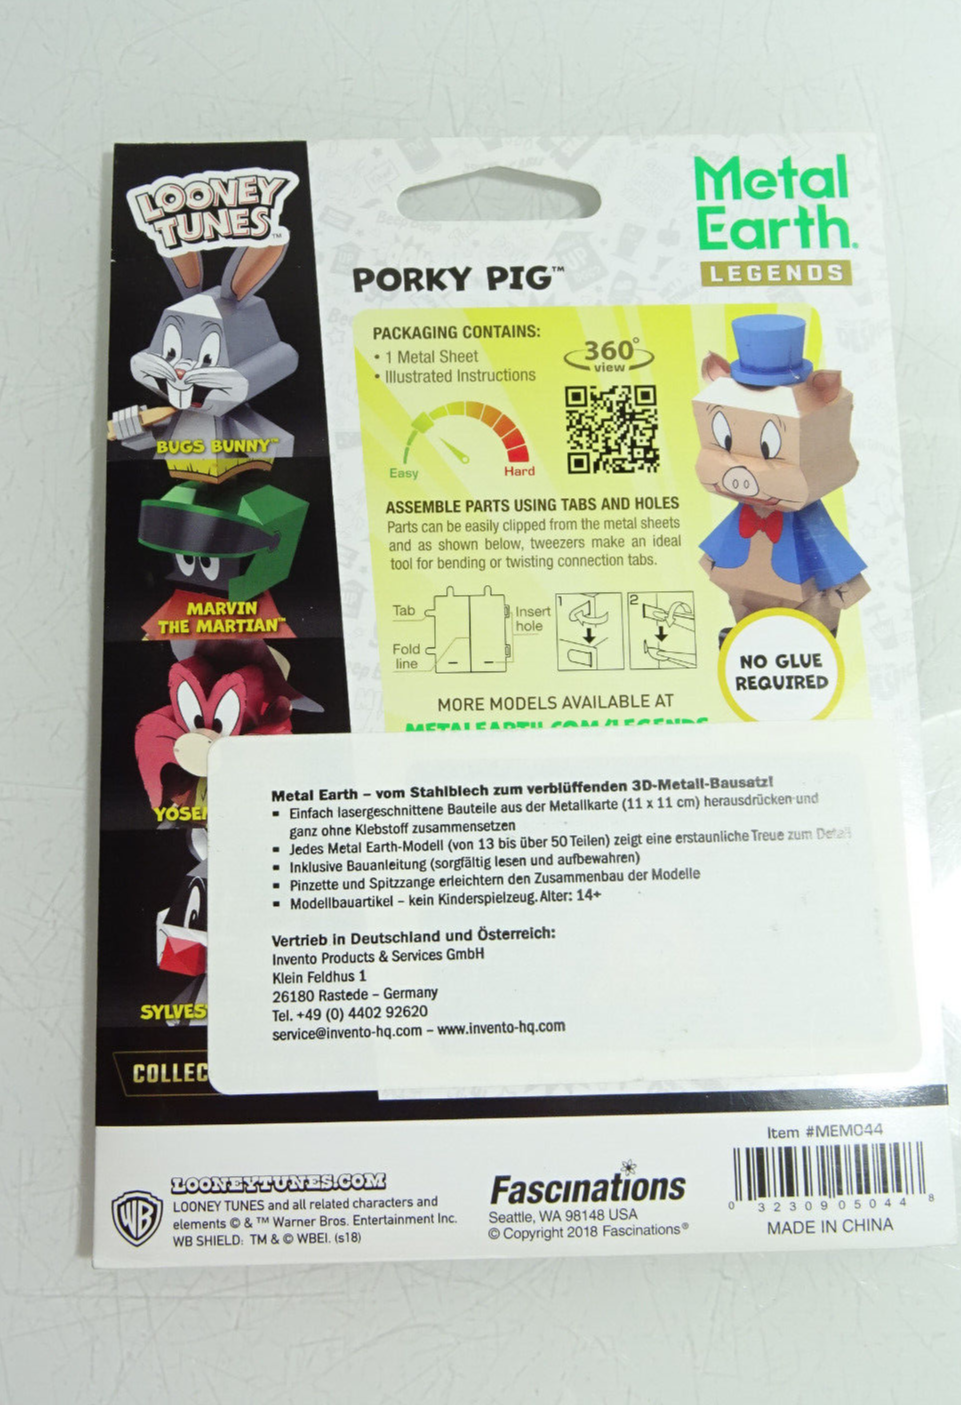 LOONEY
TUNES™
BUGS BUNNY™
MARVIN
THE MARTIAN™
SYLVES
COLLEC
Metal
Earth®
LEGENDS
PORKY PIG™
PACKAGING CONTAINS:
• 1 Metal Sheet
• Illustrated Instructions
360°
view
Easy
Hard
ASSEMBLE PARTS USING TABS AND HOLES
Parts can be easily clipped from the metal sheets
and as shown below, tweezers make an ideal
tool for bending or twisting connection tabs.
Tab
Fold
line
Insert
hole
1
2
NO GLUE
REQUIRED
MORE MODELS AVAILABLE AT
METALEARTH.COM/LEGENDS
Metal Earth – vom Stahlblech zum verblüffenden 3D-Metall-Bausatz!
▪ Einfach lasergeschnittene Bauteile aus der Metallkarte (11 x 11 cm) herausdrücken und
ganz ohne Klebstoff zusammensetzen
▪ Jedes Metal Earth-Modell (von 13 bis über 50 Teilen) zeigt eine erstaunliche Treue zum Detail
▪ Inklusive Bauanleitung (sorgfältig lesen und aufbewahren)
▪ Pinzette und Spitzzange erleichtern den Zusammenbau der Modelle
▪ Modellbauartikel – kein Kinderspielzeug. Alter: 14+
Vertrieb in Deutschland und Österreich:
Invento Products & Services GmbH
Klein Feldhus 1
26180 Rastede – Germany
Tel. +49 (0) 4402 92620
service@invento-hq.com – www.invento-hq.com
WB
LOONEYTUNES.COM
LOONEY TUNES and all related characters and
elements © & ™ Warner Bros. Entertainment Inc.
WB SHIELD: TM & © WBEI. (s18)
Fascinations
Seattle, WA 98148 USA
© Copyright 2018 Fascinations®
Item #MEM044
0 32309 05044 8
MADE IN CHINA